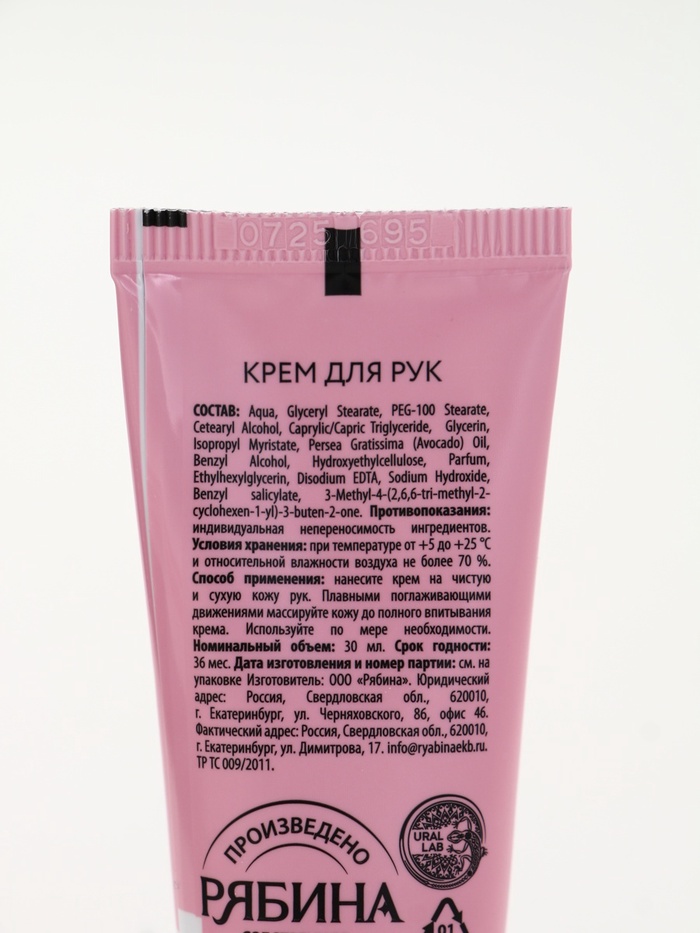 0725 695
КРЕМ ДЛЯ РУК
СОСТАВ: Aqua, Glyceryl Stearate, PEG-100 Stearate,
Cetearyl Alcohol, Caprylic/Capric Triglyceride, Glycerin,
Isopropyl Myristate, Persea Gratissima (Avocado) Oil,
Benzyl Alcohol, Hydroxyethylcellulose, Parfum,
Ethylhexylglycerin, Disodium EDTA, Sodium Hydroxide,
Benzyl salicylate, 3-Methyl-4-(2,6,6-tri-methyl-2-
cyclohexen-1-yl)-3-buten-2-one. Противопоказания:
индивидуальная непереносимость ингредиентов.
Условия хранения: при температуре от +5 до +25 °С
и относительной влажности воздуха не более 70 %.
Способ применения: нанесите крем на чистую
и сухую кожу рук. Плавными поглаживающими
движениями массируйте кожу до полного впитывания
крема. Используйте по мере необходимости.
Номинальный объем: 30 мл. Срок годности:
36 мес. Дата изготовления и номер партии: см. на
упаковке Изготовитель: ООО «Рябина». Юридический
адрес: Россия, Свердловская обл., 620010,
г. Екатеринбург, ул. Черняховского, 86, офис 46.
Фактический адрес: Россия, Свердловская обл., 620010,
г. Екатеринбург, ул. Димитрова, 17. info@ryabinaekb.ru.
ТР ТС 009/2011.
ПРОИЗВЕДЕНО
РЯБИНА
URAL
LAB
01